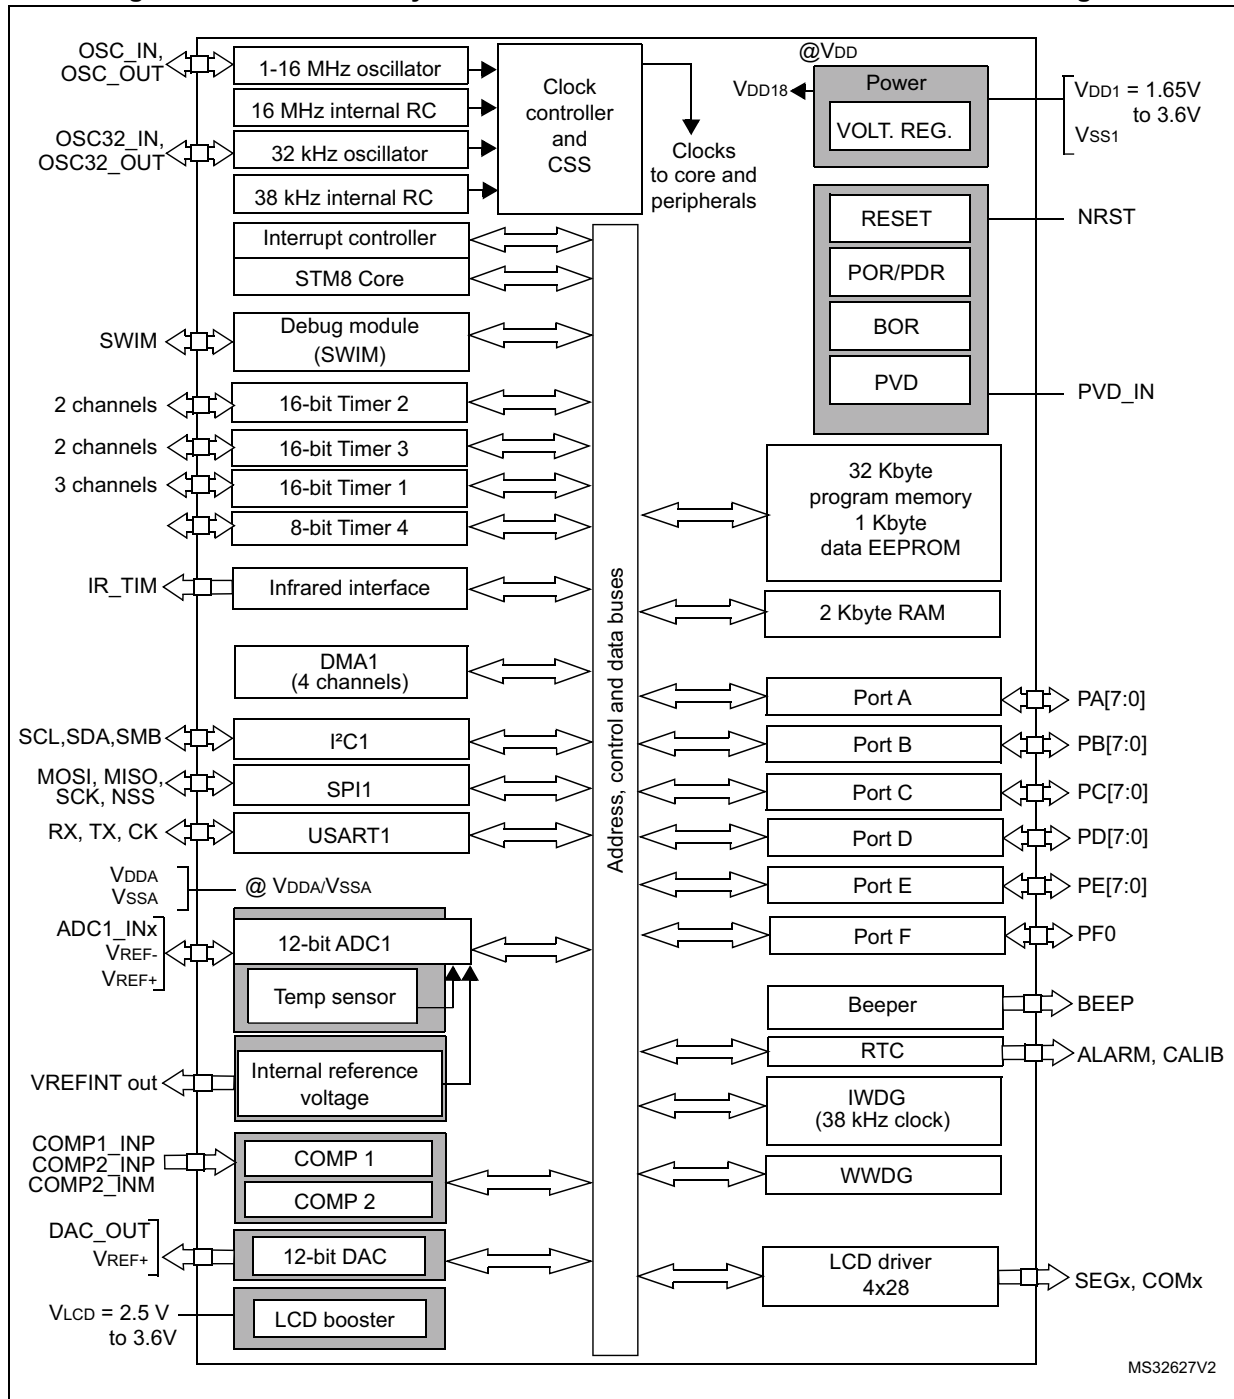 OSC_IN,
OSC_OUT
1-16 MHz oscillator
16 MHz internal RC
OSC32_IN,
OSC32_OUT
32 kHz oscillator
38 kHz internal RC
Clock
controller
and
CSS
Clocks
to core and
peripherals
@VDD
VDD18
Power
VOLT. REG.
VDD1 = 1.65V
to 3.6V
VSS1
RESET
NRST
POR/PDR
BOR
PVD
PVD_IN
Interrupt controller
STM8 Core
SWIM
Debug module
(SWIM)
2 channels
16-bit Timer 2
2 channels
16-bit Timer 3
3 channels
16-bit Timer 1
8-bit Timer 4
IR_TIM
Infrared interface
DMA1
(4 channels)
SCL,SDA,SMB
I²C1
MOSI, MISO,
SCK, NSS
SPI1
RX, TX, CK
USART1
VDDA
VSSA
@ VDDA/VSSA
ADC1_INx
VREF-
VREF+
12-bit ADC1
Temp sensor
VREFINT out
Internal reference
voltage
COMP1_INP
COMP2_INP
COMP2_INM
COMP 1
COMP 2
DAC_OUT
VREF+
12-bit DAC
VLCD = 2.5 V
to 3.6V
LCD booster
Address, control and data buses
32 Kbyte
program memory
1 Kbyte
data EEPROM
2 Kbyte RAM
Port A
PA[7:0]
Port B
PB[7:0]
Port C
PC[7:0]
Port D
PD[7:0]
Port E
PE[7:0]
Port F
PF0
Beeper
BEEP
RTC
ALARM, CALIB
IWDG
(38 kHz clock)
WWDG
LCD driver
4x28
SEGx, COMx
MS32627V2